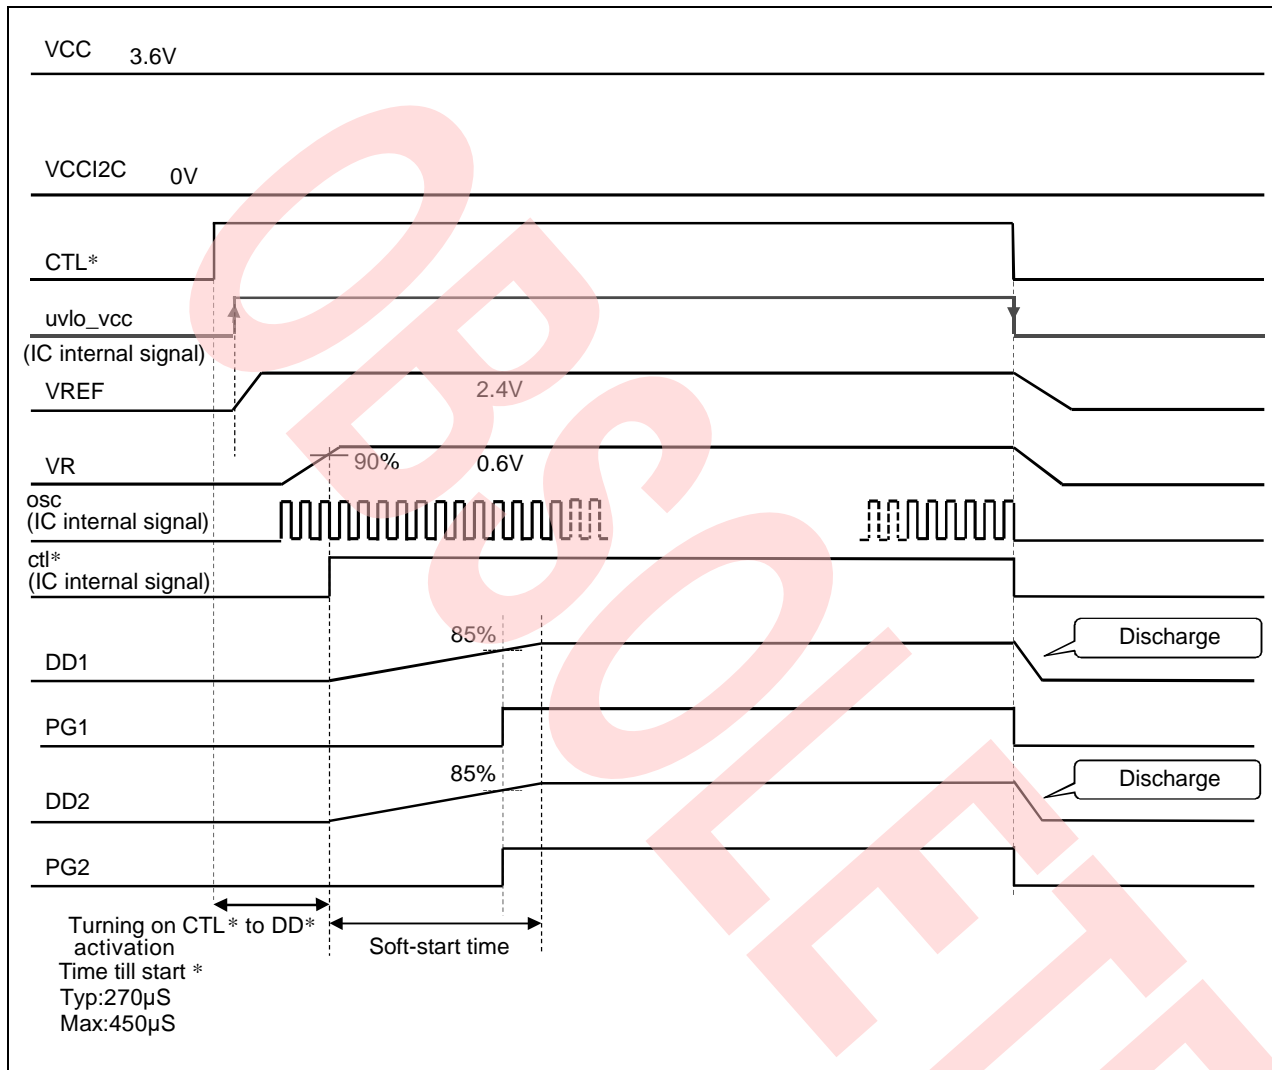 VCC 3.6V
VCCI2C 0V
CTL*
uvlo_vcc
(IC internal signal)
VREF 2.4V
VR 90% 0.6V
osc
(IC internal signal)
ctl*
(IC internal signal)
DD1 85% Discharge
PG1
DD2 85% Discharge
PG2
Turning on CTL* to DD*
activation
Time till start *
Typ:270µS
Max:450µS
Soft-start time
OBSOLETE